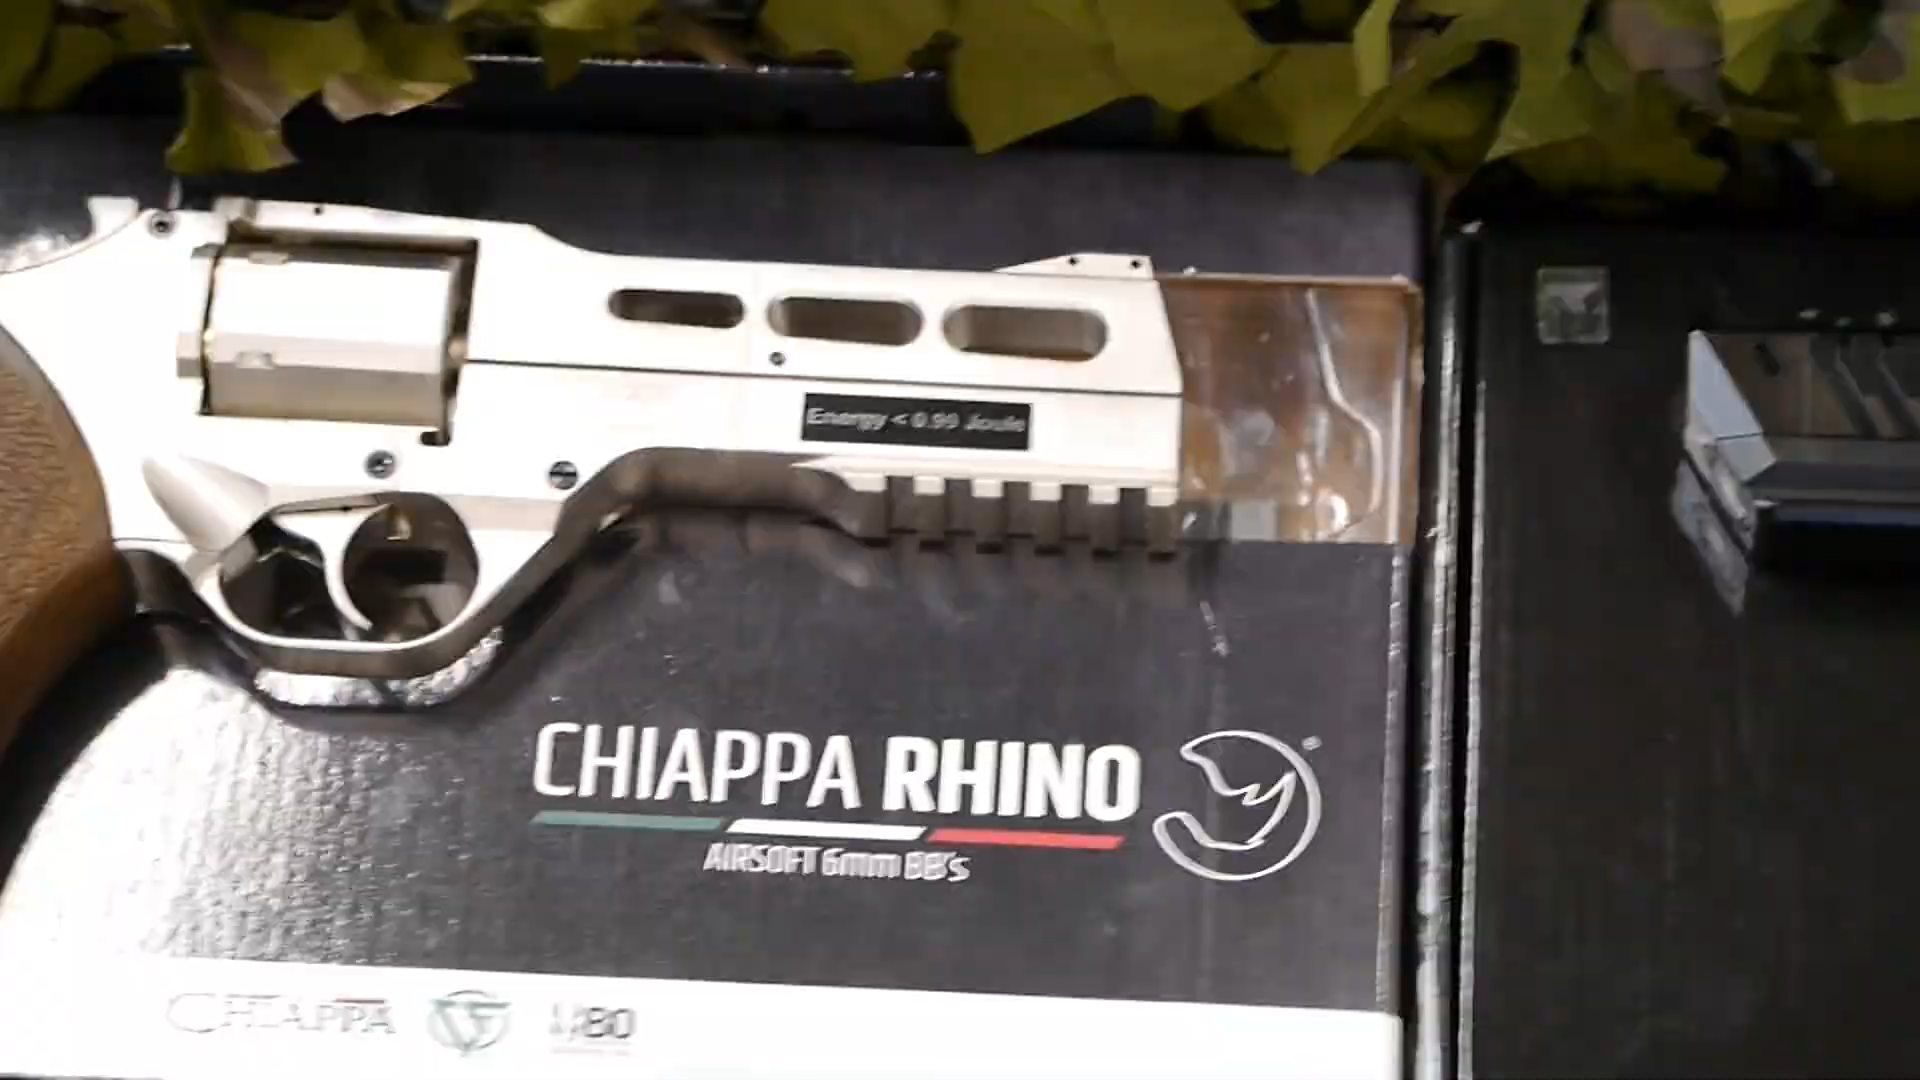 Energy < 0.99 Joule
CHIAPPA RHINO
AIRSOFT 6mm BB's
CHIAPPA